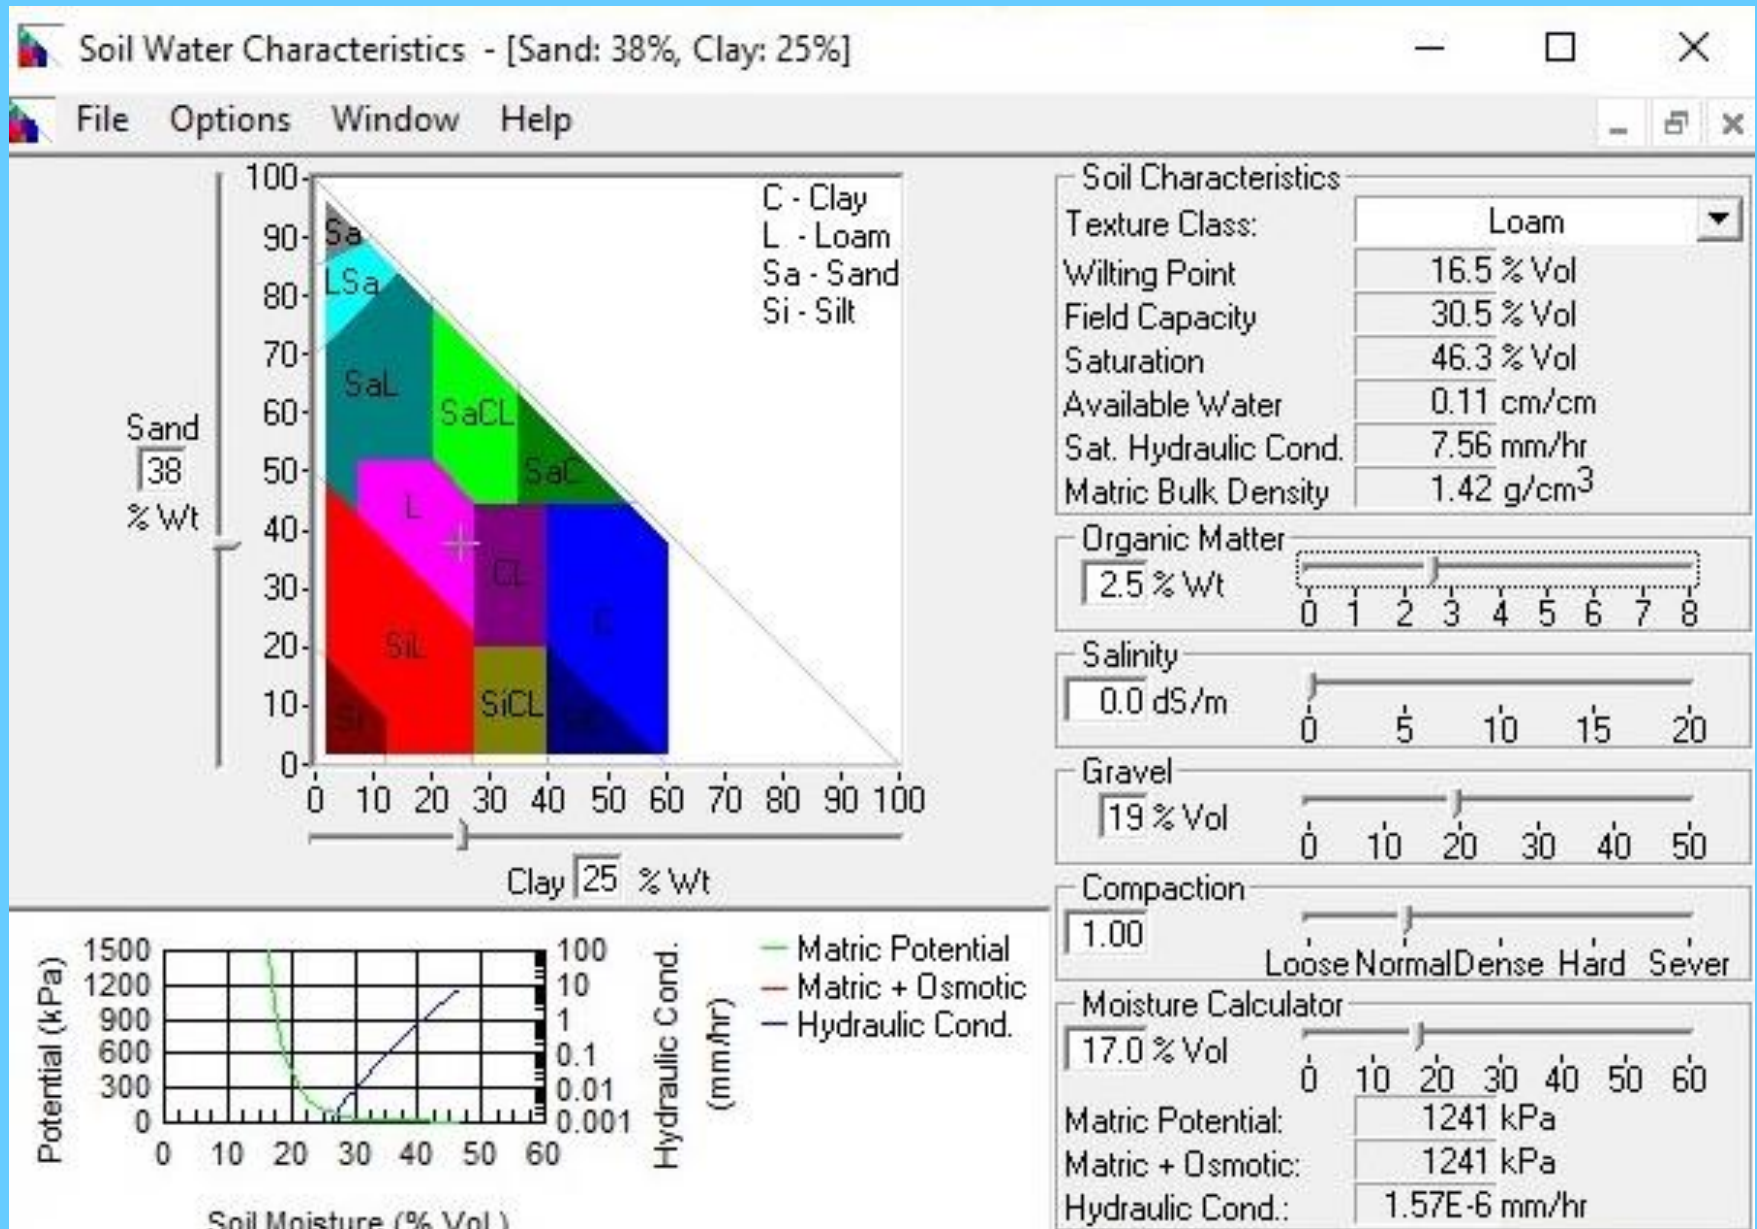 Soil Water Characteristics - [Sand: 38%, Clay: 25%]
File Options Window Help
100
90
80
70
60
50
40
30
20
10
0
Sand
38
% Wt
Sa
LSa
SaL
SaCL
SaC
L
CL
C
SiL
SiCL
Si
C - Clay
L - Loam
Sa - Sand
Si - Silt
0 10 20 30 40 50 60 70 80 90 100
Clay 25 % Wt
Soil Characteristics
Texture Class: Loam
Wilting Point 16.5 % Vol
Field Capacity 30.5 % Vol
Saturation 46.3 % Vol
Available Water 0.11 cm/cm
Sat. Hydraulic Cond. 7.56 mm/hr
Matric Bulk Density 1.42 g/cm3
Organic Matter
2.5 % Wt
0 1 2 3 4 5 6 7 8
Salinity
0.0 dS/m
0 5 10 15 20
Gravel
19 % Vol
0 10 20 30 40 50
Compaction
1.00
Loose Normal Dense Hard Sever
Moisture Calculator
17.0 % Vol
0 10 20 30 40 50 60
Matric Potential: 1241 kPa
Matric + Osmotic: 1241 kPa
Hydraulic Cond.: 1.57E-6 mm/hr
Potential (kPa)
1500
1200
900
600
300
0
100
10
1
0.1
0.01
0.001
Hydraulic Cond.
(mm/hr)
0 10 20 30 40 50 60
Soil Moisture (% Vol.)
Matric Potential
Matric + Osmotic
Hydraulic Cond.